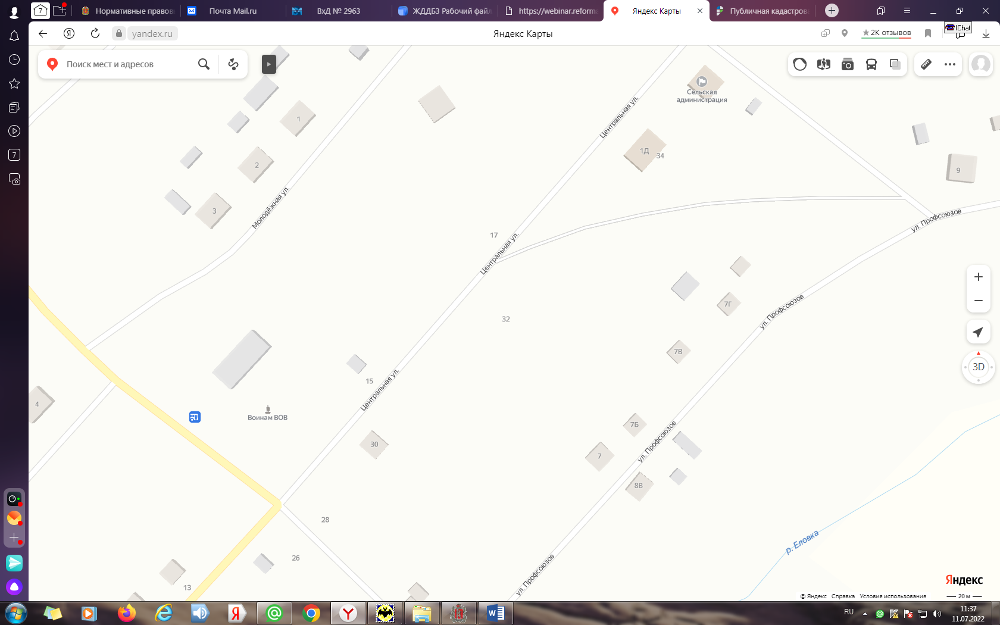 7
Нормативные правов
Почта Mail.ru
ВхД № 2963
ЖДДБЗ Рабочий файл
https://webinar.reforma
Яндекс Карты
Публичная кадастрова
yandex.ru
Яндекс Карты
★ 2К отзывов
IChat
Поиск мест и адресов
Сельская
администрация
Центральная ул.
1
1Д
34
2
9
3
Молодёжная ул.
ул. Профсоюзов
17
Центральная ул.
7Г
ул. Профсоюзов
32
7В
3D
15
Центральная ул.
4
Воинам ВОВ
7Б
30
ул. Профсоюзов
7
8В
28
р. Еловка
26
ул. Профсоюзов
13
Яндекс
© Яндекс Справка Условия использования
20 м
7
RU
11:37
11.07.2022